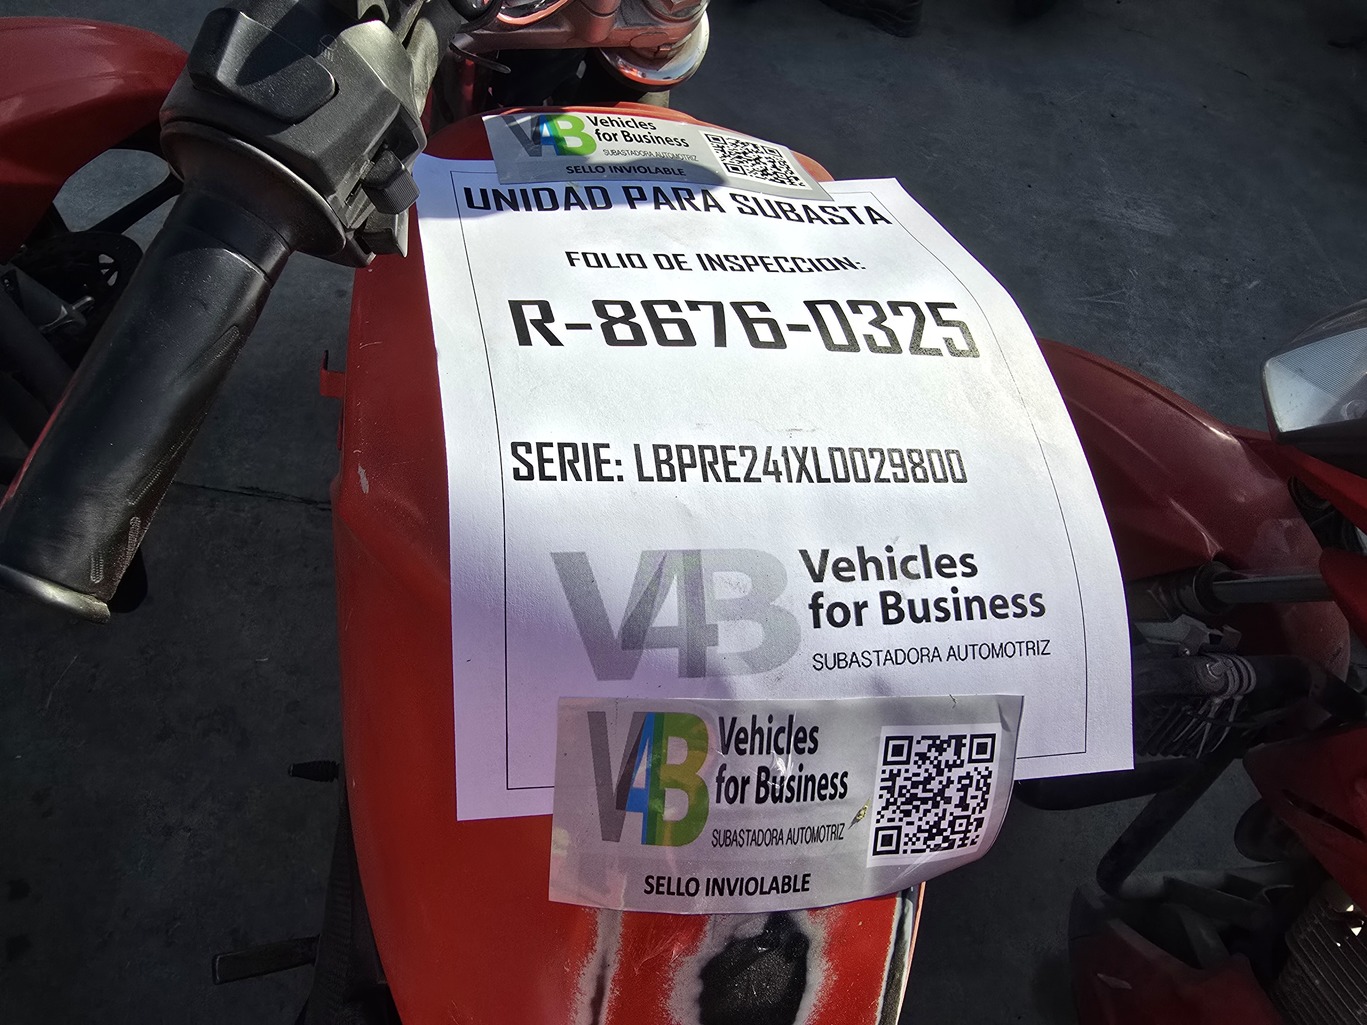 V4B Vehicles
for Business
SUBASTADORA AUTOMOTRIZ
SELLO INVIOLABLE
UNIDAD PARA SUBASTA
FOLIO DE INSPECCION:
R-8676-0325
SERIE: LBPRE241XL0029800
V4B Vehicles
for Business
SUBASTADORA AUTOMOTRIZ
V4B Vehicles
for Business
SUBASTADORA AUTOMOTRIZ
SELLO INVIOLABLE